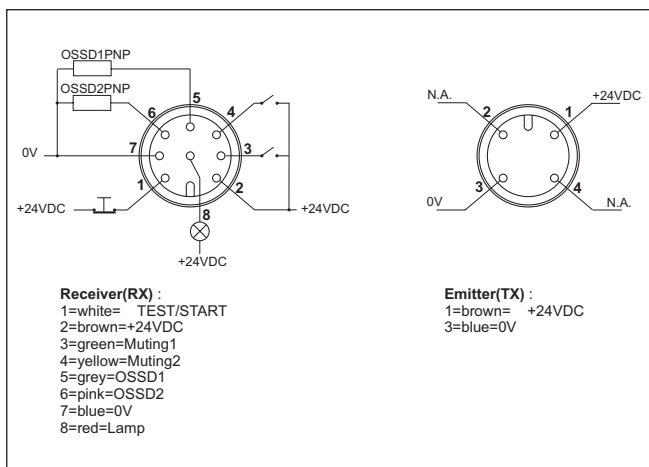 OSSD1PNP
OSSD2PNP
5
6
4
0V
7
3
1
2
+24VDC
+24VDC
8
+24VDC
N.A.
+24VDC
2
1
3
4
0V
N.A.
Receiver(RX) :
1=white= TEST/START
2=brown=+24VDC
3=green=Muting1
4=yellow=Muting2
5=grey=OSSD1
6=pink=OSSD2
7=blue=0V
8=red=Lamp
Emitter(TX) :
1=brown= +24VDC
3=blue=0V